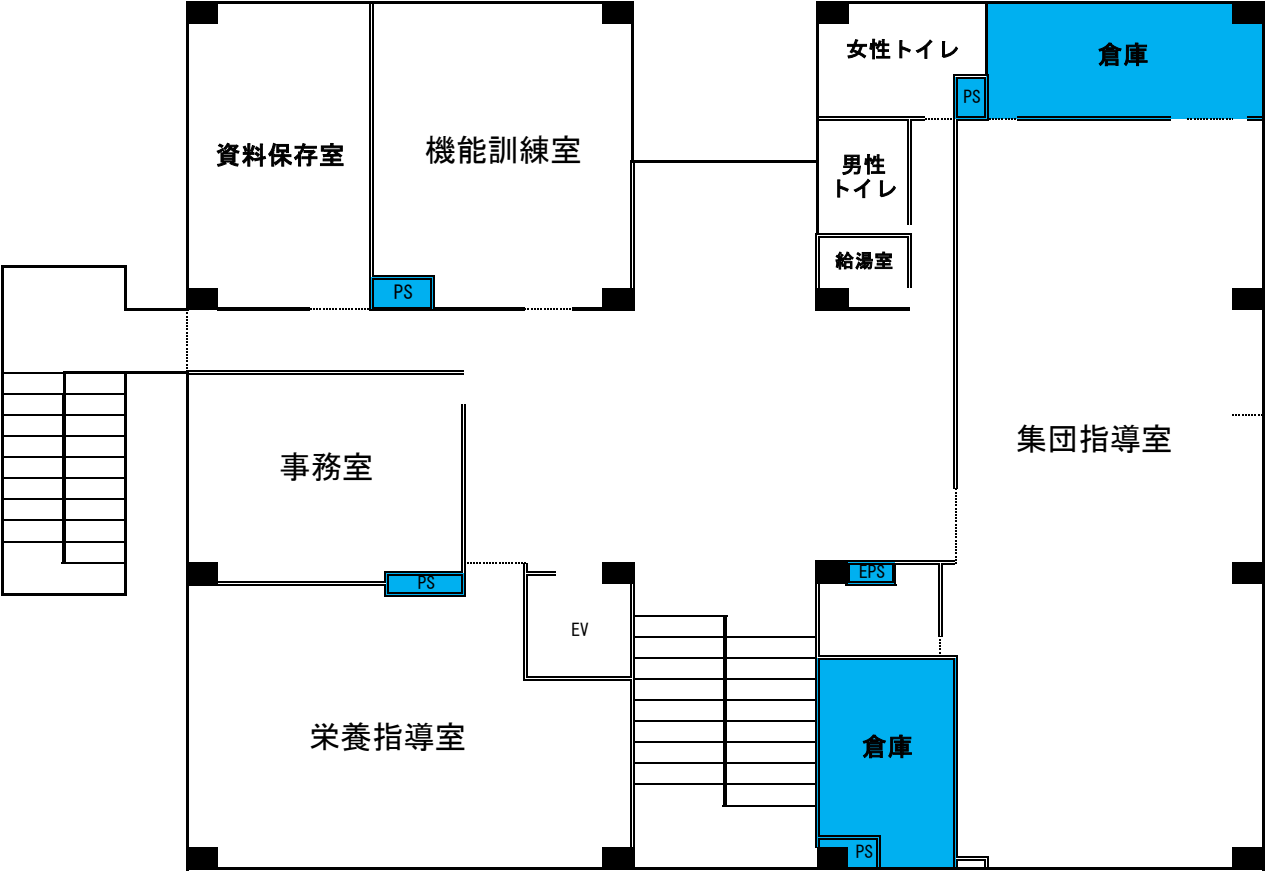 女性トイレ
倉庫
PS
機能訓練室
資料保存室
男性
トイレ
給湯室
PS
集団指導室
事務室
EPS
PS
EV
栄養指導室
倉庫
PS